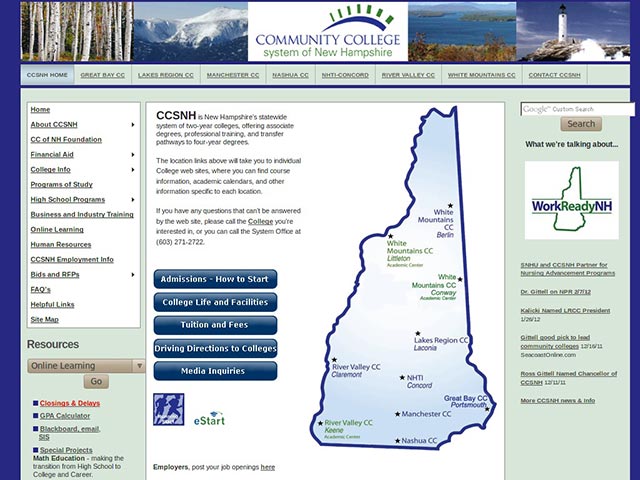 COMMUNITY COLLEGE
system of New Hampshire
CCSNH HOME
GREAT BAY CC
LAKES REGION CC
MANCHESTER CC
NASHUA CC
NHTI-CONCORD
RIVER VALLEY CC
WHITE MOUNTAINS CC
CONTACT CCSNH
Home
About CCSNH
CC of NH Foundation
Financial Aid
College Info
Programs of Study
High School Programs
Business and Industry Training
Online Learning
Human Resources
CCSNH Employment Info
Bids and RFPs
FAQ's
Helpful Links
Site Map
Resources
Online Learning
Go
Closings & Delays
GPA Calculator
Blackboard, email,
SIS
Special Projects
Math Education - making the
transition from High School to
College and Career.
CCSNH is New Hampshire's statewide
system of two-year colleges, offering associate
degrees, professional training, and transfer
pathways to four-year degrees.
The location links above will take you to individual
College web sites, where you can find course
information, academic calendars, and other
information specific to each location.
If you have any questions that can't be answered
by the web site, please call the College you're
interested in, or you can call the System Office at
(603) 271-2722.
Admissions - How to Start
College Life and Facilities
Tuition and Fees
Driving Directions to Colleges
Media Inquiries
eStart
Employers, post your job openings here
White
Mountains
CC
Berlin
White
Mountains CC
Littleton
Academic Center
White
Mountains CC
Conway
Academic Center
Lakes Region CC
Laconia
River Valley CC
Claremont
NHTI
Concord
Great Bay CC
Portsmouth
Manchester CC
River Valley CC
Keene
Academic Center
Nashua CC
Google™ Custom Search
Search
What we're talking about...
WorkReadyNH
SNHU and CCSNH Partner for
Nursing Advancement Programs
Dr. Gittell on NPR 2/7/12
Kalicki Named LRCC President
1/26/12
Gittell good pick to lead
community colleges 12/16/11
SeacoastOnline.com
Ross Gittell Named Chancellor of
CCSNH 12/11/11
More CCSNH news & Info